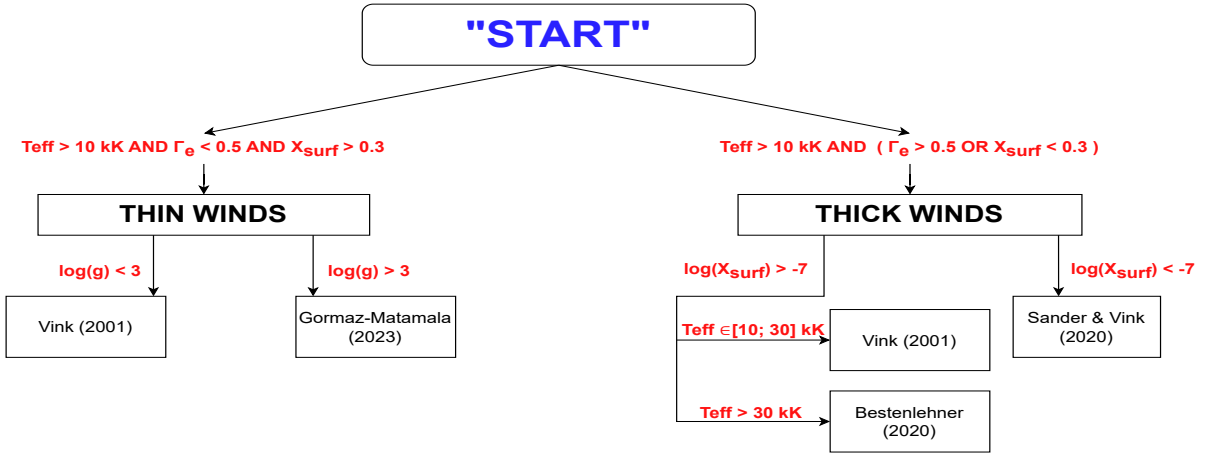 "START"
Teff > 10 kK AND Γe < 0.5 AND Xsurf > 0.3
Teff > 10 kK AND ( Γe > 0.5 OR Xsurf < 0.3 )
THIN WINDS
THICK WINDS
log(g) < 3
log(g) > 3
log(Xsurf) > -7
log(Xsurf) < -7
Vink (2001)
Gormaz-Matamala
(2023)
Sander & Vink
(2020)
Teff ∈[10; 30] kK
Vink (2001)
Teff > 30 kK
Bestenlehner
(2020)